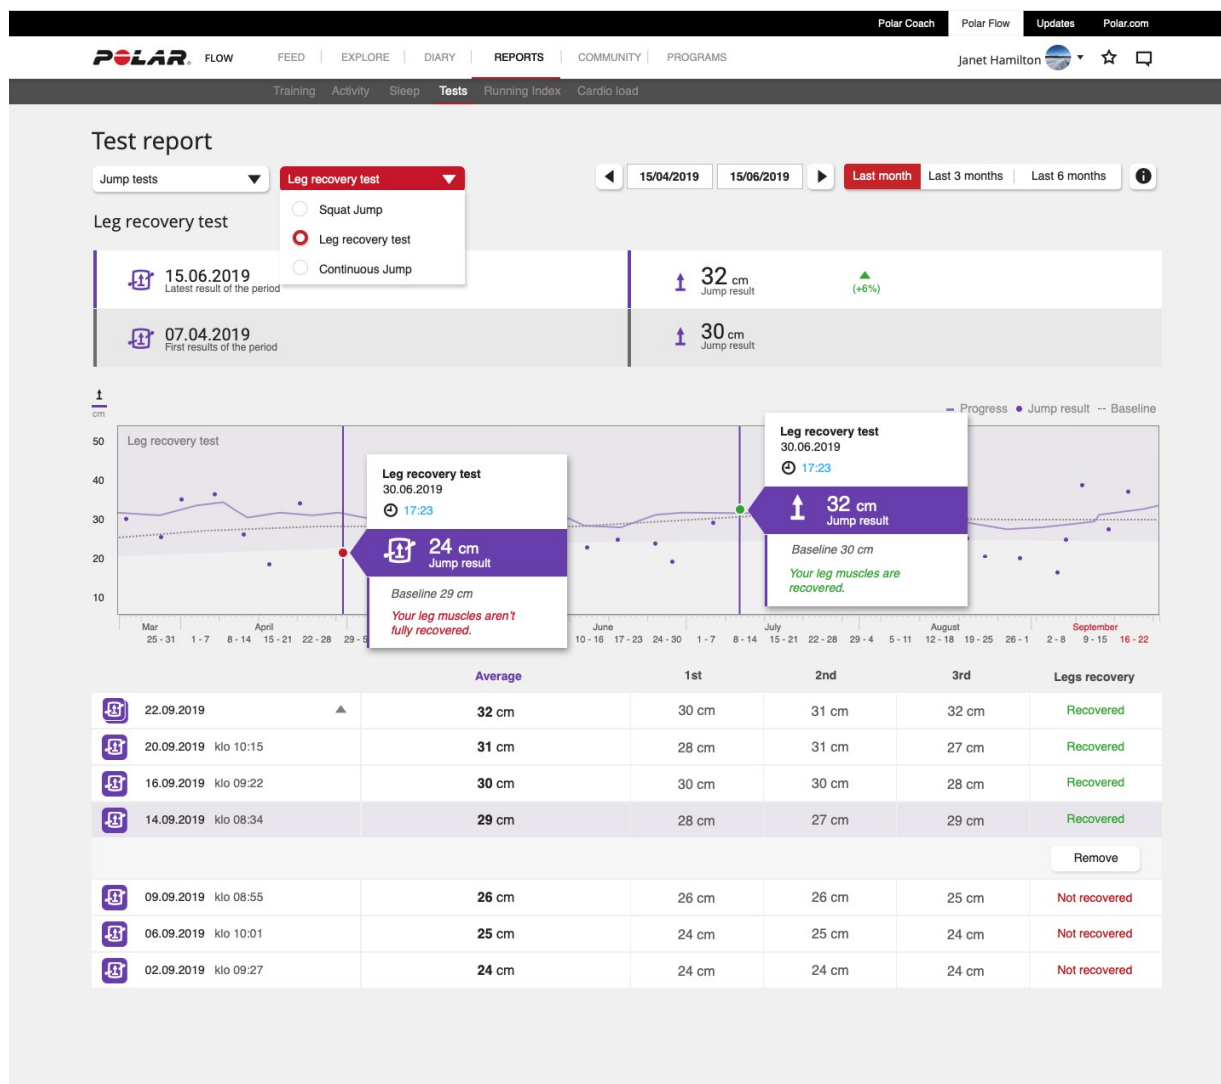 Polar Coach Polar Flow Updates Polar.com
POLAR. FLOW FEED EXPLORE DIARY REPORTS COMMUNITY PROGRAMS Janet Hamilton
Training Activity Sleep Tests Running Index Cardio load
Test report
Jump tests Leg recovery test 15/04/2019 15/06/2019 Last month Last 3 months Last 6 months i
Squat Jump
Leg recovery test
Leg recovery test
Continuous Jump
15.06.2019
Latest result of the period
32 cm
Jump result
(+6%)
07.04.2019
First results of the period
30 cm
Jump result
cm
Progress Jump result Baseline
50
40
30
20
10
Leg recovery test
Leg recovery test
30.06.2019
17:23
24 cm
Jump result
Baseline 29 cm
Your leg muscles aren't
fully recovered.
Leg recovery test
30.06.2019
17:23
32 cm
Jump result
Baseline 30 cm
Your leg muscles are
recovered.
Mar April June July August September
25 - 31 1 - 7 8 - 14 15 - 21 22 - 28 29 - 5 10 - 16 17 - 23 24 - 30 1 - 7 8 - 14 15 - 21 22 - 28 29 - 4 5 - 11 12 - 18 19 - 25 26 - 1 2 - 8 9 - 15 16 - 22
Average 1st 2nd 3rd Legs recovery
22.09.2019 32 cm 30 cm 31 cm 32 cm Recovered
20.09.2019 klo 10:15 31 cm 28 cm 31 cm 27 cm Recovered
16.09.2019 klo 09:22 30 cm 30 cm 30 cm 28 cm Recovered
14.09.2019 klo 08:34 29 cm 28 cm 27 cm 29 cm Recovered
Remove
09.09.2019 klo 08:55 26 cm 26 cm 26 cm 25 cm Not recovered
06.09.2019 klo 10:01 25 cm 24 cm 25 cm 24 cm Not recovered
02.09.2019 klo 09:27 24 cm 24 cm 24 cm 24 cm Not recovered